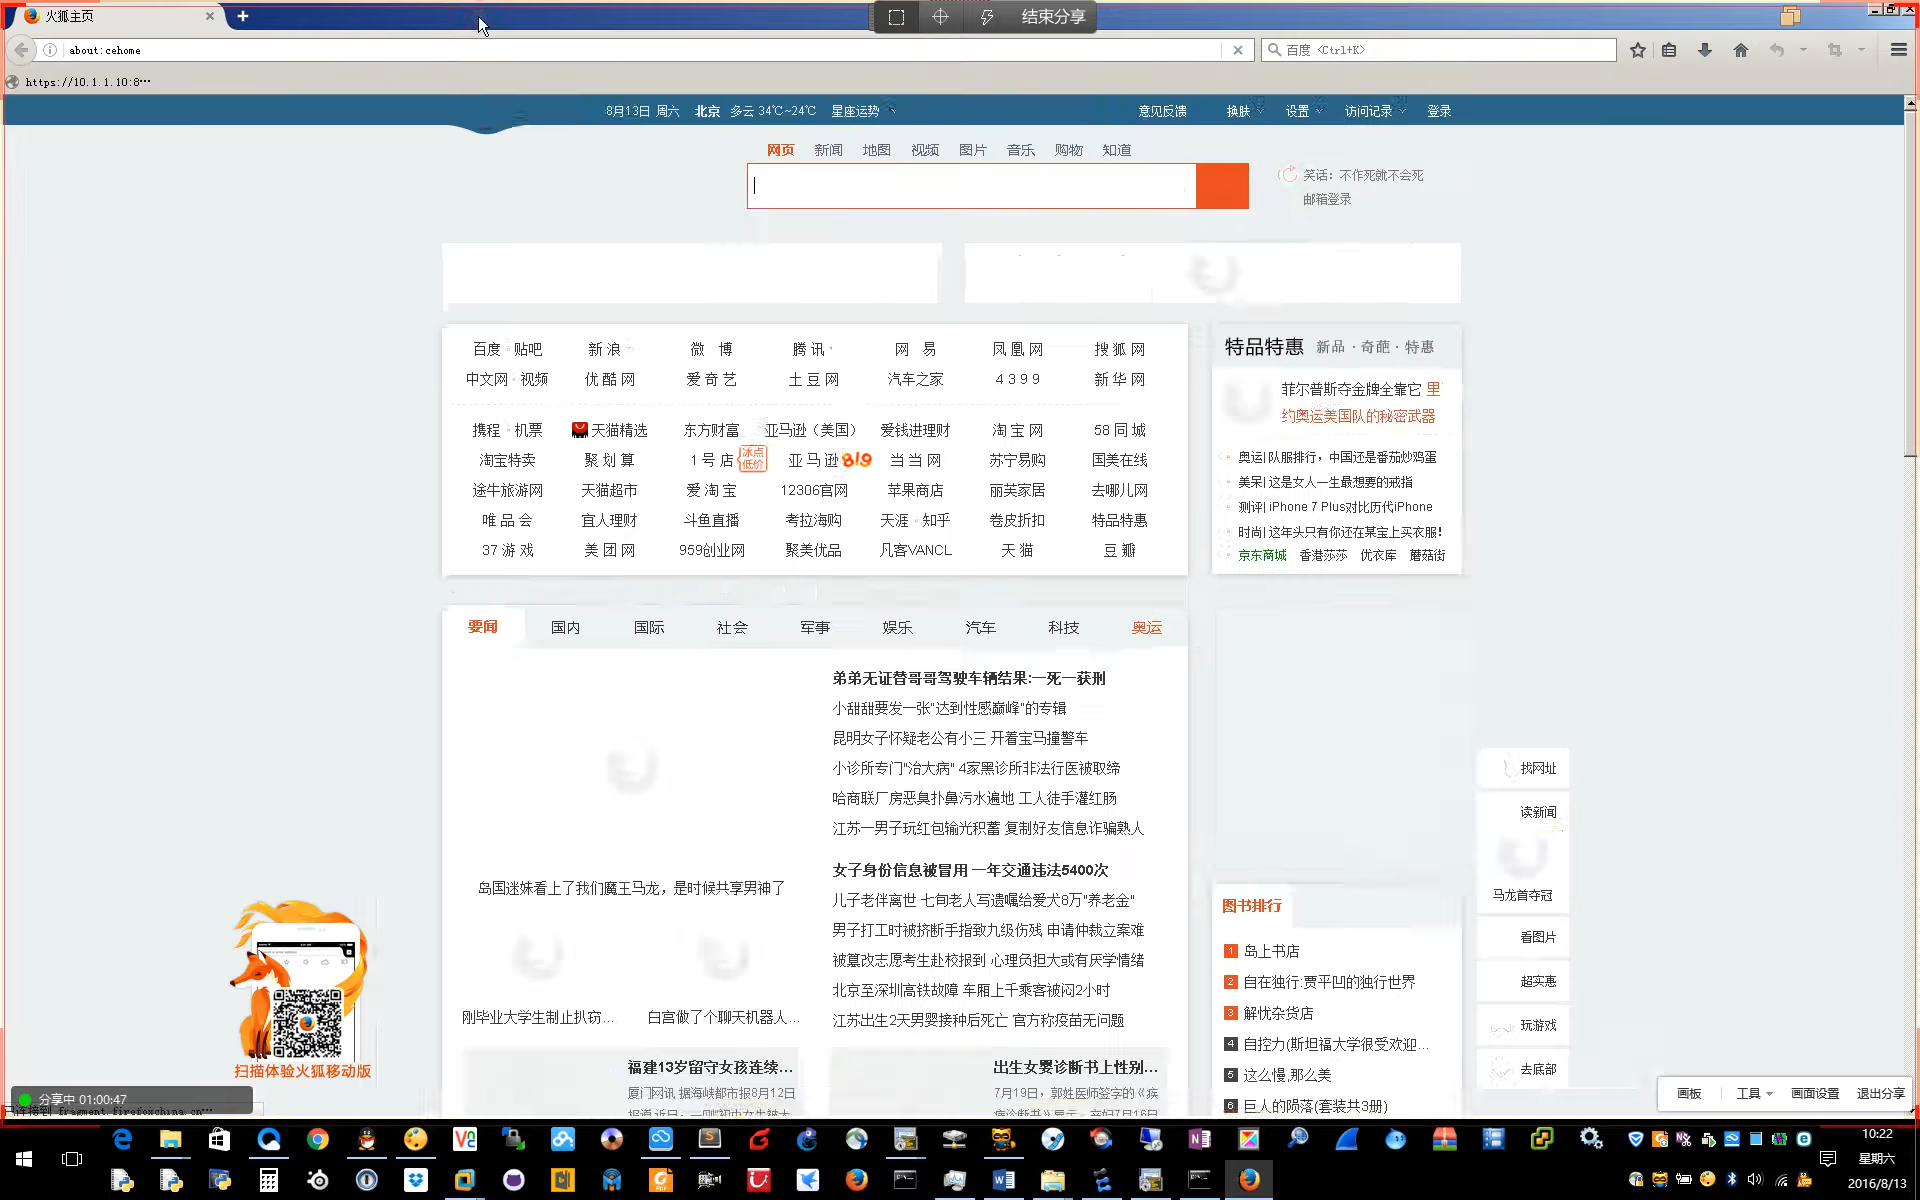 火狐主页
结束分享
about:cehome
百度 <Ctrl+K>
https://10.1.1.10:8…
8月13日 周六 北京 多云 34℃~24℃ 星座运势
意见反馈 换肤 设置 访问记录 登录
网页 新闻 地图 视频 图片 音乐 购物 知道
笑话：不作死就不会死
邮箱登录
百度·贴吧 新浪 微博 腾讯 网易 凤凰网 搜狐网
中文网·视频 优酷网 爱奇艺 土豆网 汽车之家 4399 新华网
携程·机票 天猫精选 东方财富 亚马逊（美国） 爱钱进理财 淘宝网 58同城
淘宝特卖 聚划算 1号店 冰点低价 亚马逊 819 当当网 苏宁易购 国美在线
途牛旅游网 天猫超市 爱淘宝 12306官网 苹果商店 丽芙家居 去哪儿网
唯品会 宜人理财 斗鱼直播 考拉海购 天涯·知乎 卷皮折扣 特品特惠
37游戏 美团网 959创业网 聚美优品 凡客VANCL 天猫 豆瓣
特品特惠 新品·奇葩·特惠
菲尔普斯夺金牌全靠它 里
约奥运美国队的秘密武器
奥运| 队服排行，中国还是番茄炒鸡蛋
美呆| 这是女人一生最想要的戒指
测评| iPhone 7 Plus对比历代iPhone
时尚| 这年头只有你还在某宝上买衣服!
京东商城 香港莎莎 优衣库 蘑菇街
要闻 国内 国际 社会 军事 娱乐 汽车 科技 奥运
弟弟无证替哥哥驾驶车辆结果:一死一获刑
小甜甜要发一张"达到性感巅峰"的专辑
昆明女子怀疑老公有小三 开着宝马撞警车
小诊所专门"治大病" 4家黑诊所非法行医被取缔
哈商联厂房恶臭扑鼻污水遍地 工人徒手灌红肠
江苏一男子玩红包输光积蓄 复制好友信息诈骗熟人
女子身份信息被冒用 一年交通违法5400次
儿子老伴离世 七旬老人写遗嘱给爱犬8万"养老金"
男子打工时被挤断手指致九级伤残 申请仲裁立案难
被篡改志愿考生赴校报到 心理负担大或有厌学情绪
北京至深圳高铁故障 车厢上千乘客被闷2小时
江苏出生2天男婴接种后死亡 官方称疫苗无问题
岛国迷妹看上了我们魔王马龙，是时候共享男神了
刚毕业大学生制止扒窃…
白宫做了个聊天机器人…
福建13岁留守女孩连续…
厦门网讯 据海峡都市报8月12日
出生女婴诊断书上性别…
7月19日，郭姓医师签字的《疾
图书排行
1 岛上书店
2 自在独行:贾平凹的独行世界
3 解忧杂货店
4 自控力(斯坦福大学很受欢迎…
5 这么慢,那么美
6 巨人的陨落(套装共3册)
找网址
读新闻
马龙首夺冠
看图片
超实惠
玩游戏
去底部
扫描体验火狐移动版
分享中 01:00:47
画板 工具 画面设置 退出分享
10:22
星期六
2016/8/13